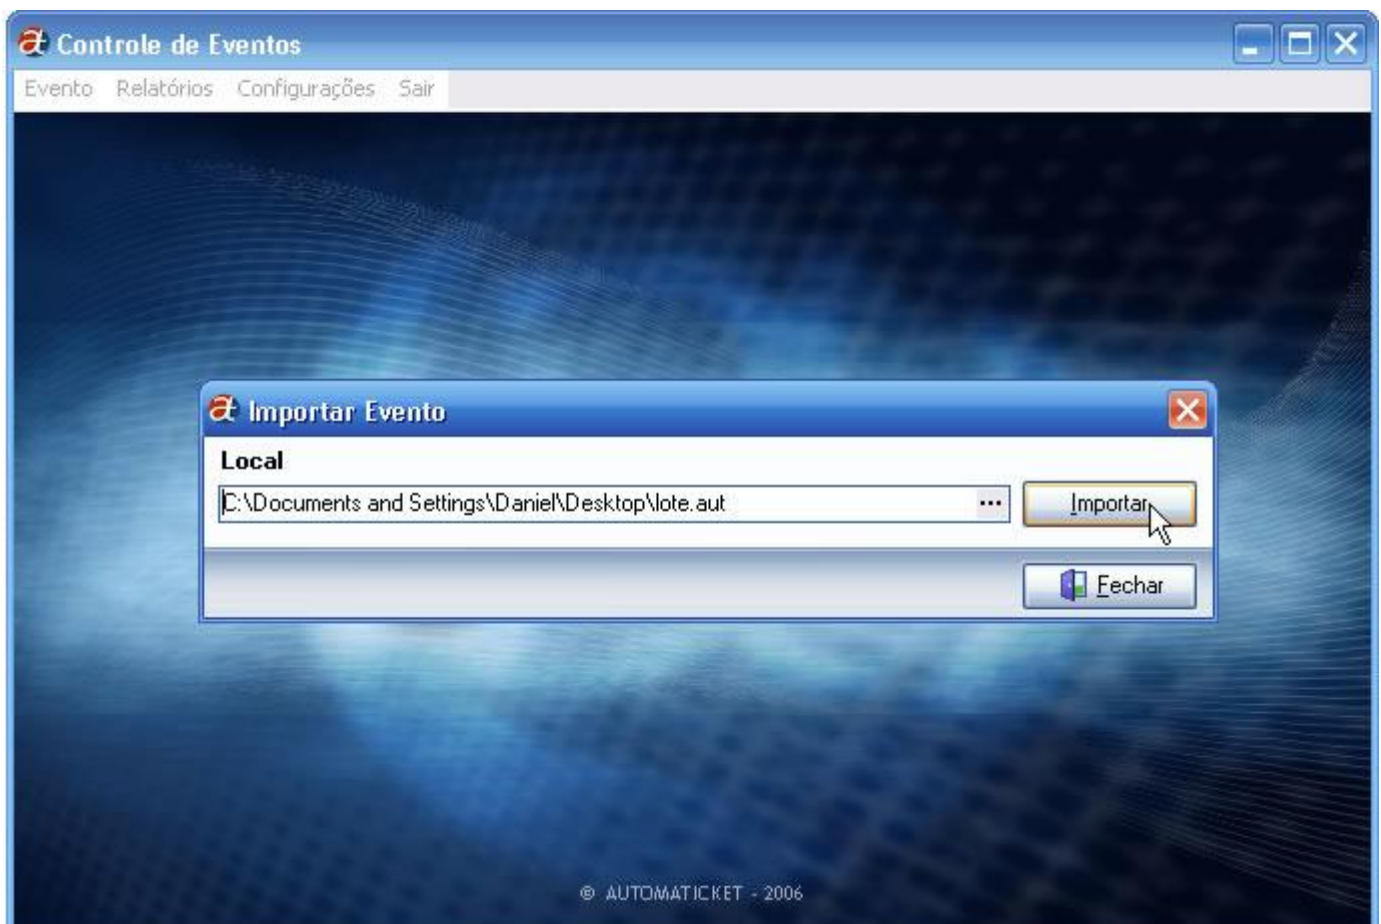 Controle de Eventos
Evento Relatórios Configurações Sair
Importar Evento
Local
C:\Documents and Settings\Daniel\Desktop\lote.aut ... Importar
Fechar
© AUTOMATICKET - 2006